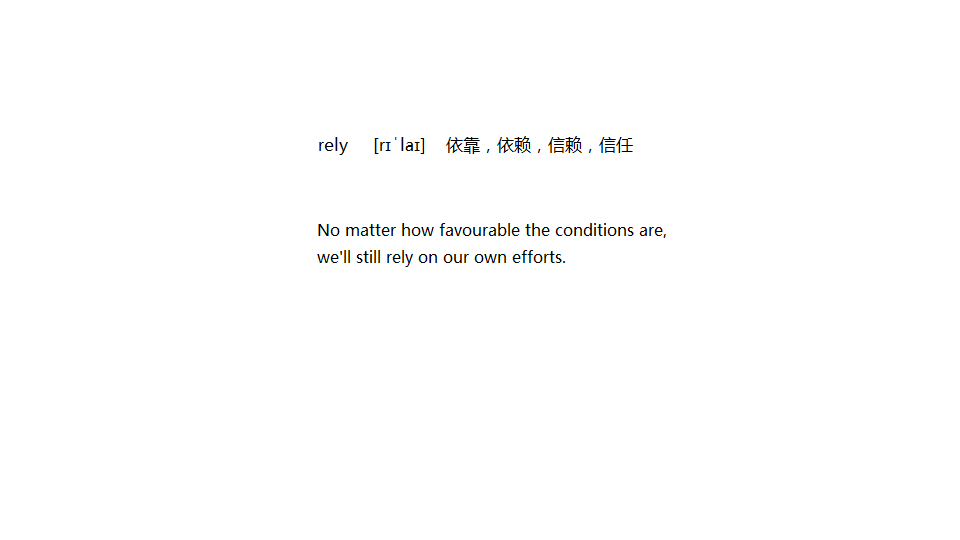 rely [rɪˈlaɪ] 依靠，依赖，信赖，信任
No matter how favourable the conditions are,
we'll still rely on our own efforts.